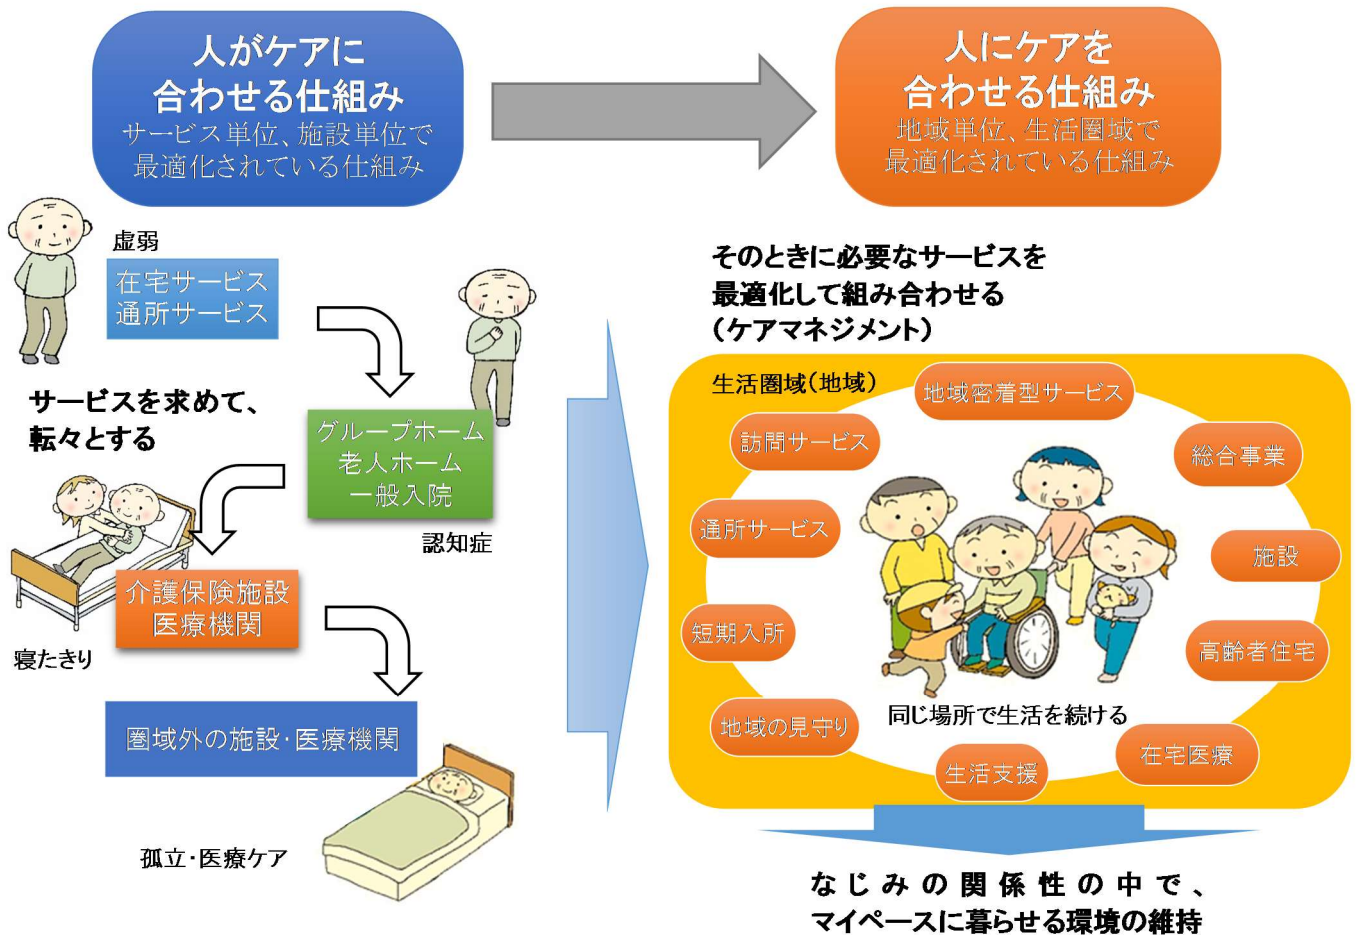 人がケアに
合わせる仕組み
サービス単位、施設単位で
最適化されている仕組み
人にケアを
合わせる仕組み
地域単位、生活圏域で
最適化されている仕組み
虚弱
在宅サービス
通所サービス
サービスを求めて、
転々とする
グループホーム
老人ホーム
一般入院
認知症
介護保険施設
医療機関
寝たきり
圏域外の施設・医療機関
孤立・医療ケア
そのときに必要なサービスを
最適化して組み合わせる
（ケアマネジメント）
生活圏域（地域）
地域密着型サービス
訪問サービス
総合事業
通所サービス
施設
短期入所
高齢者住宅
地域の見守り
同じ場所で生活を続ける
在宅医療
生活支援
なじみの関係性の中で、
マイペースに暮らせる環境の維持